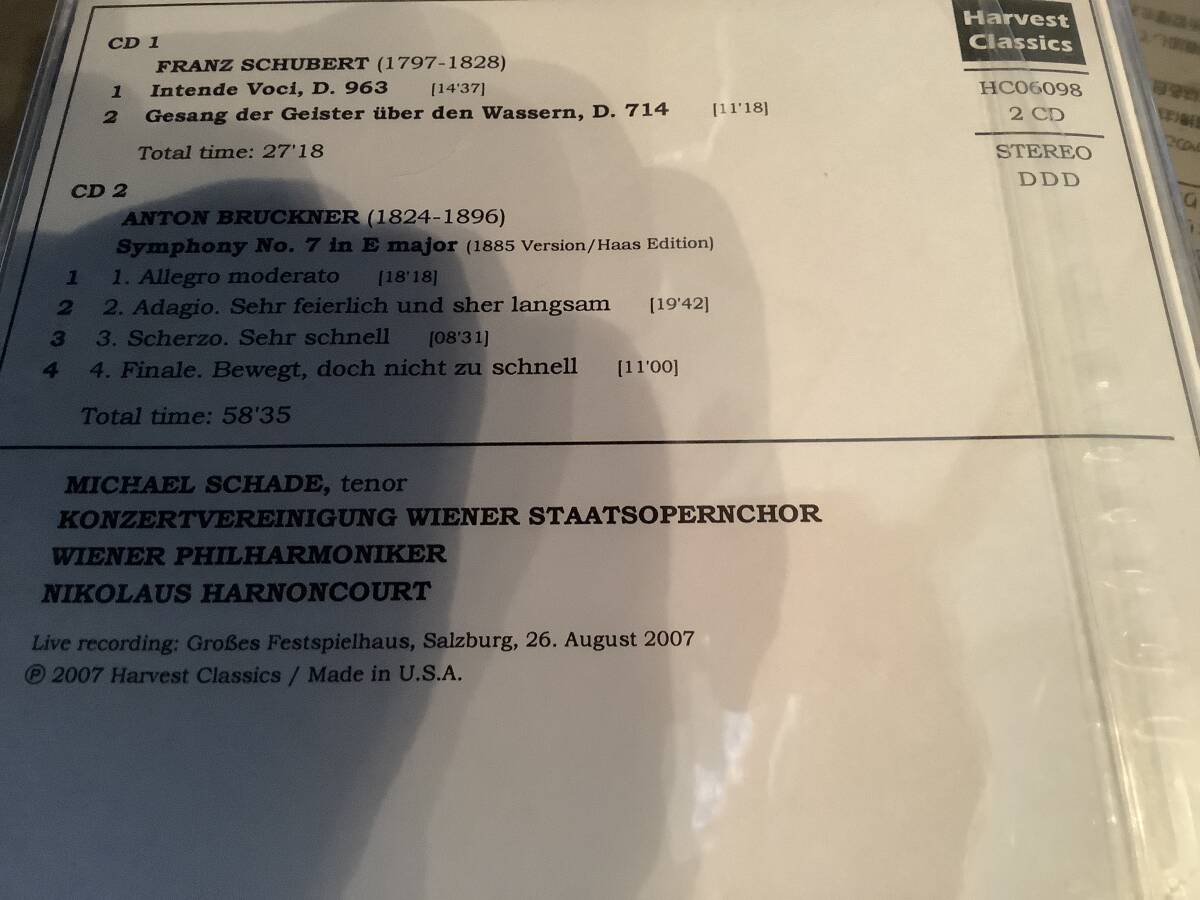 CD 1
FRANZ SCHUBERT (1797-1828)
1 Intende Voci, D. 963 [14'37]
2 Gesang der Geister über den Wassern, D. 714 [11'18]
Total time: 27'18
CD 2
ANTON BRUCKNER (1824-1896)
Symphony No. 7 in E major (1885 Version/Haas Edition)
1 1. Allegro moderato [18'18]
2 2. Adagio. Sehr feierlich und sher langsam [19'42]
3 3. Scherzo. Sehr schnell [08'31]
4 4. Finale. Bewegt, doch nicht zu schnell [11'00]
Total time: 58'35
Harvest
Classics
HC06098
2 CD
STEREO
DDD
MICHAEL SCHADE, tenor
KONZERTVEREINIGUNG WIENER STAATSOPERNCHOR
WIENER PHILHARMONIKER
NIKOLAUS HARNONCOURT
Live recording: Großes Festspielhaus, Salzburg, 26. August 2007
℗ 2007 Harvest Classics / Made in U.S.A.